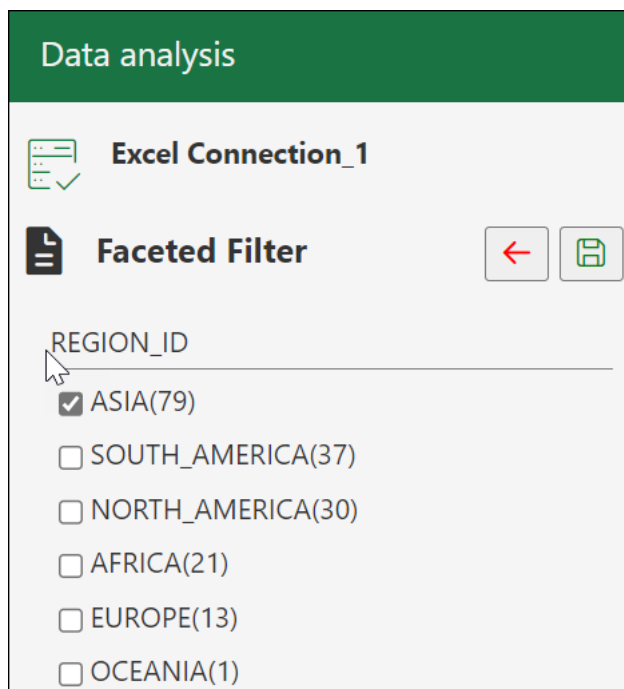 Data analysis
Excel Connection_1
Faceted Filter
REGION_ID
ASIA(79)
SOUTH_AMERICA(37)
NORTH_AMERICA(30)
AFRICA(21)
EUROPE(13)
OCEANIA(1)